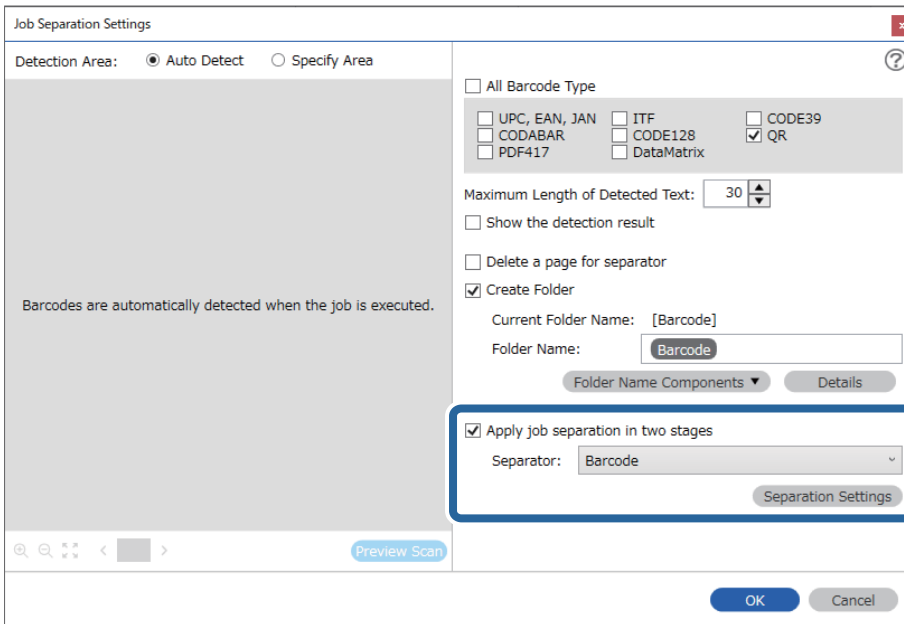 Job Separation Settings
Detection Area: Auto Detect Specify Area
Barcodes are automatically detected when the job is executed.
Preview Scan
All Barcode Type
UPC, EAN, JAN ITF CODE39
CODABAR CODE128 QR
PDF417 DataMatrix
Maximum Length of Detected Text: 30
Show the detection result
Delete a page for separator
Create Folder
Current Folder Name: [Barcode]
Folder Name: Barcode
Folder Name Components Details
Apply job separation in two stages
Separator: Barcode
Separation Settings
OK Cancel